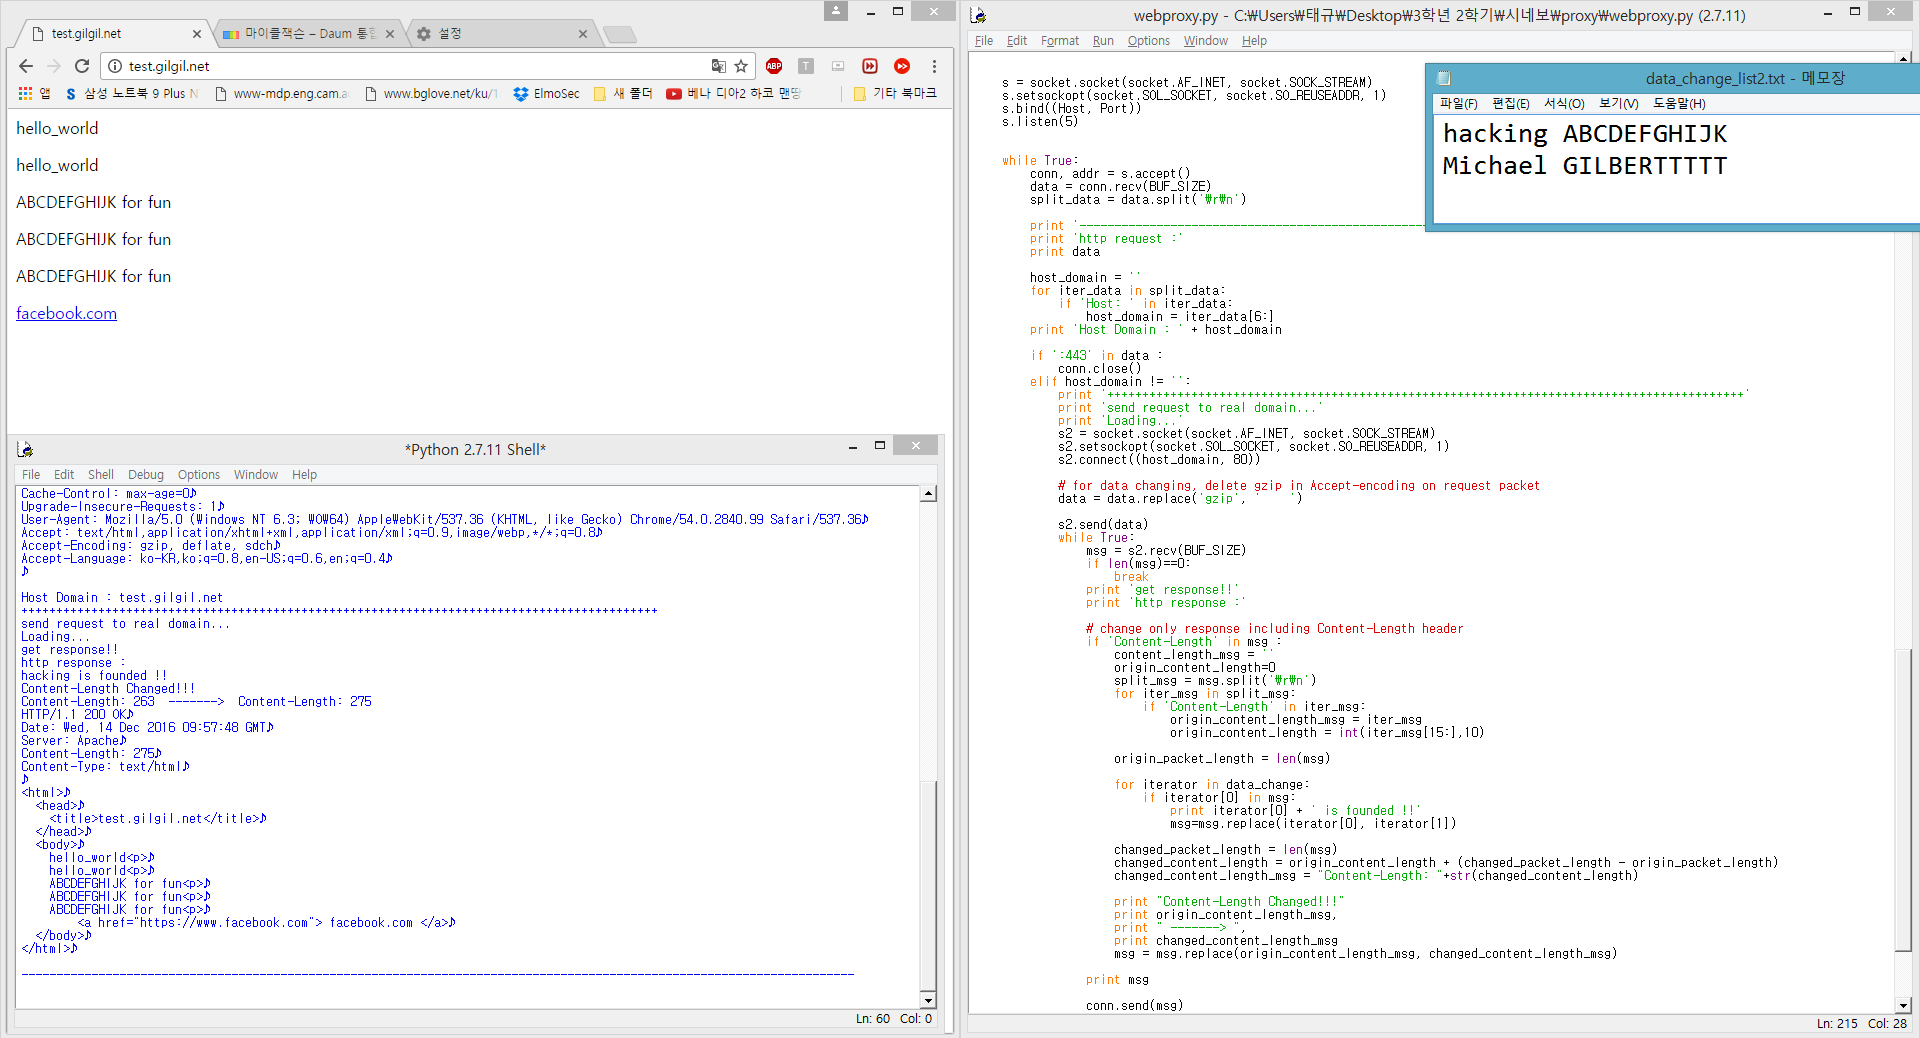 test.gilgil.net
마이클잭슨 – Daum 통합
설정
test.gilgil.net
앱
삼성 노트북 9 Plus N
www-mdp.eng.cam.a
www.bglove.net/ku/
ElmoSec
새 폴더
베나 디아2 하코 맨땅
기타 북마크
hello_world
hello_world
ABCDEFGHIJK for fun
ABCDEFGHIJK for fun
ABCDEFGHIJK for fun
facebook.com
*Python 2.7.11 Shell*
File Edit Shell Debug Options Window Help
Cache-Control: max-age=0♪
Upgrade-Insecure-Requests: 1♪
User-Agent: Mozilla/5.0 (Windows NT 6.3; WOW64) AppleWebKit/537.36 (KHTML, like Gecko) Chrome/54.0.2840.99 Safari/537.36♪
Accept: text/html,application/xhtml+xml,application/xml;q=0.9,image/webp,*/*;q=0.8♪
Accept-Encoding: gzip, deflate, sdch♪
Accept-Language: ko-KR,ko;q=0.8,en-US;q=0.6,en;q=0.4♪
♪
Host Domain : test.gilgil.net
+++++++++++++++++++++++++++++++++++++++++++++++++++++++++++++++++++++++++++++++++++++++++++
send request to real domain...
Loading...
get response!!
http response :
hacking is founded !!
Content-Length Changed!!!
Content-Length: 263  ------->  Content-Length: 275
HTTP/1.1 200 OK♪
Date: Wed, 14 Dec 2016 09:57:48 GMT♪
Server: Apache♪
Content-Length: 275♪
Content-Type: text/html♪
♪
<html>♪
  <head>♪
    <title>test.gilgil.net</title>♪
  </head>♪
  <body>♪
    hello_world<p>♪
    hello_world<p>♪
    ABCDEFGHIJK for fun<p>♪
    ABCDEFGHIJK for fun<p>♪
    ABCDEFGHIJK for fun<p>♪
        <a href="https://www.facebook.com"> facebook.com </a>♪
  </body>♪
</html>♪
-----------------------------------------------------------------------------------------------------------------------
Ln: 60 Col: 0
webproxy.py - C:₩Users₩태규₩Desktop₩3학년 2학기₩시네보₩proxy₩webproxy.py (2.7.11)
File Edit Format Run Options Window Help
s = socket.socket(socket.AF_INET, socket.SOCK_STREAM)
s.setsockopt(socket.SOL_SOCKET, socket.SO_REUSEADDR, 1)
s.bind((Host, Port))
s.listen(5)
while True:
    conn, addr = s.accept()
    data = conn.recv(BUF_SIZE)
    split_data = data.split('₩r₩n')
    print '--------------------------------------------------
    print 'http request :'
    print data
    host_domain = ''
    for iter_data in split_data:
        if 'Host: ' in iter_data:
            host_domain = iter_data[6:]
    print 'Host Domain : ' + host_domain
    if ':443' in data :
        conn.close()
    elif host_domain != '':
        print '+++++++++++++++++++++++++++++++++++++++++++++++++++++++++++++++++++++++++++++++++++++++++++'
        print 'send request to real domain...'
        print 'Loading...'
        s2 = socket.socket(socket.AF_INET, socket.SOCK_STREAM)
        s2.setsockopt(socket.SOL_SOCKET, socket.SO_REUSEADDR, 1)
        s2.connect((host_domain, 80))
        # for data changing, delete gzip in Accept-encoding on request packet
        data = data.replace('gzip', '    ')
        s2.send(data)
        while True:
            msg = s2.recv(BUF_SIZE)
            if len(msg)==0:
                break
            print 'get response!!'
            print 'http response :'
            # change only response including Content-Length header
            if 'Content-Length' in msg :
                content_length_msg = ''
                origin_content_length=0
                split_msg = msg.split('₩r₩n')
                for iter_msg in split_msg:
                    if 'Content-Length' in iter_msg:
                        origin_content_length_msg = iter_msg
                        origin_content_length = int(iter_msg[15:],10)
                origin_packet_length = len(msg)
                for iterator in data_change:
                    if iterator[0] in msg:
                        print iterator[0] + ' is founded !!'
                        msg=msg.replace(iterator[0], iterator[1])
                changed_packet_length = len(msg)
                changed_content_length = origin_content_length + (changed_packet_length - origin_packet_length)
                changed_content_length_msg = "Content-Length: "+str(changed_content_length)
                print "Content-Length Changed!!!"
                print origin_content_length_msg,
                print " -------> ",
                print changed_content_length_msg
                msg = msg.replace(origin_content_length_msg, changed_content_length_msg)
            print msg
            conn.send(msg)
Ln: 215 Col: 28
data_change_list2.txt - 메모장
파일(F) 편집(E) 서식(O) 보기(V) 도움말(H)
hacking ABCDEFGHIJK
Michael GILBERTTTTT